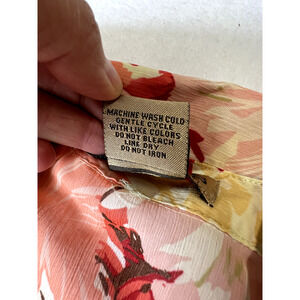 MACHINE WASH COLD
GENTLE CYCLE
WITH LIKE COLORS
DO NOT BLEACH
LINE DRY
DO NOT IRON